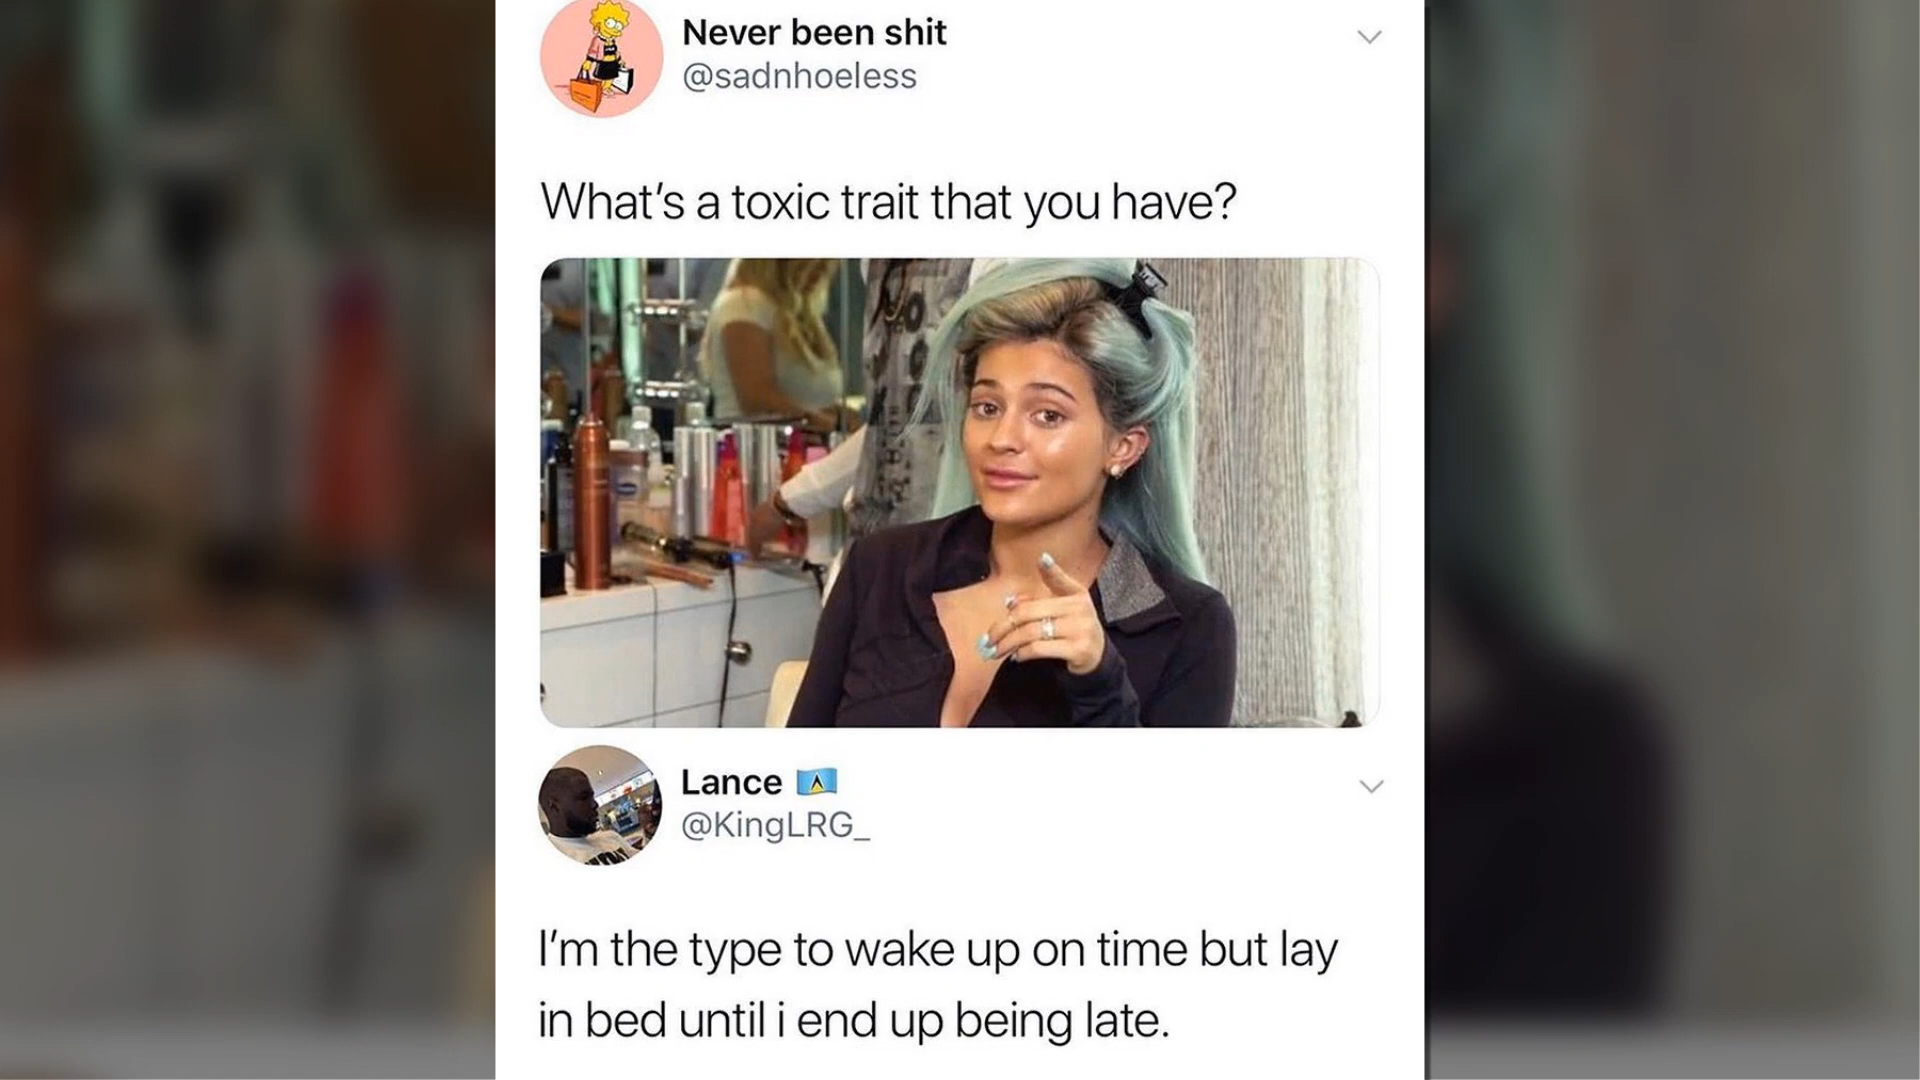 Never been shit
@sadnhoeless
What's a toxic trait that you have?
Lance
@KingLRG_
I'm the type to wake up on time but lay
in bed until i end up being late.